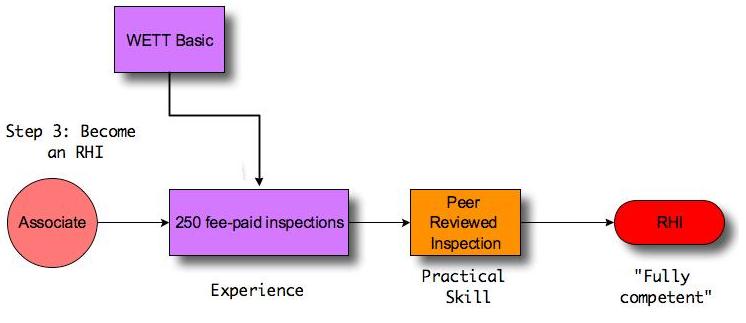 WETT Basic
Step 3: Become
an RHI
Associate
250 fee-paid inspections
Peer
Reviewed
Inspection
RHI
Experience
Practical
Skill
"Fully
competent"